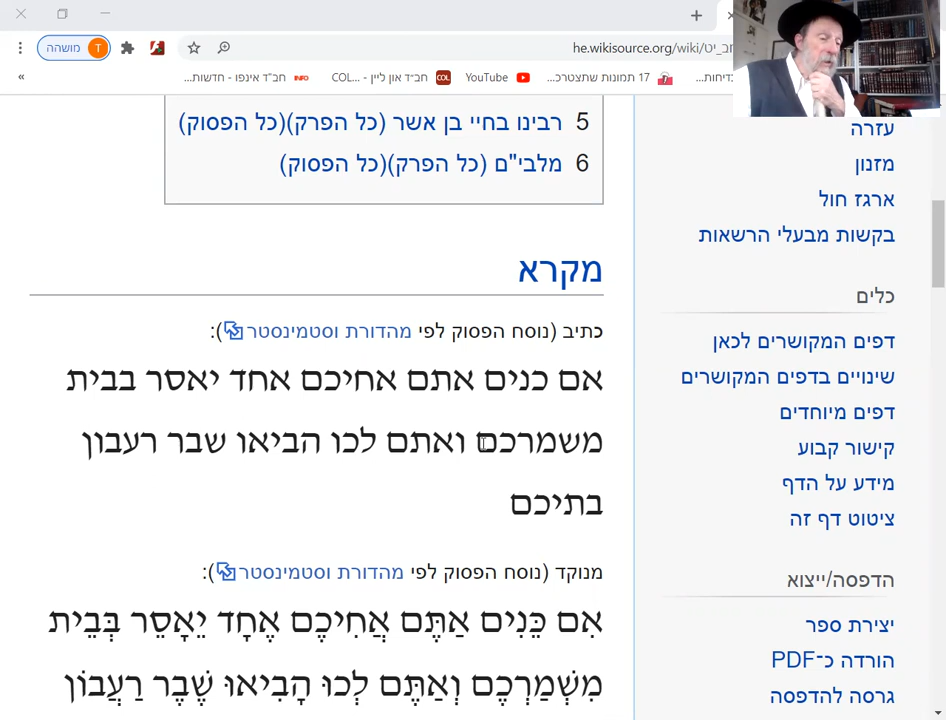 מושהה
he.wikisource.org/wiki/
חב"ד אינפו - חדשות...
חב"ד און ליין - COL...
YouTube
17 תמונות שתצטרכ...
5 רבינו בחיי בן אשר (כל הפרק)(כל הפסוק)
6 מלבי"ם (כל הפרק)(כל הפסוק)
מקרא
כתיב (נוסח הפסוק לפי מהדורת וסטמינסטר):
אם כנים אתם אחיכם אחד יאסר בבית
משמרכם ואתם לכו הביאו שבר רעבון
בתיכם
מנוקד (נוסח הפסוק לפי מהדורת וסטמינסטר):
אִם כֵּנִים אַתֶּם אֲחִיכֶם אֶחָד יֵאָסֵר בְּבֵית
מִשְׁמַרְכֶם וְאַתֶּם לְכוּ הָבִיאוּ שֶׁבֶר רַעֲבוֹן
עזרה
מזנון
ארגז חול
בקשות מבעלי הרשאות
כלים
דפים המקושרים לכאן
שינויים בדפים המקושרים
דפים מיוחדים
קישור קבוע
מידע על הדף
ציטוט דף זה
הדפסה/ייצוא
יצירת ספר
הורדה כ־PDF
גרסה להדפסה